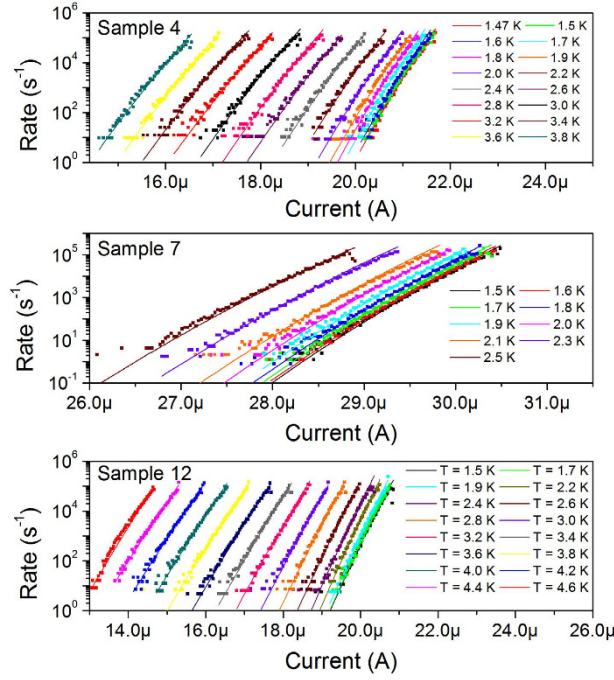 Sample 4
Rate (s⁻¹)
10⁶
10⁴
10²
10⁰
1.47 K 1.5 K
1.6 K 1.7 K
1.8 K 1.9 K
2.0 K 2.2 K
2.4 K 2.6 K
2.8 K 3.0 K
3.2 K 3.4 K
3.6 K 3.8 K
16.0µ 18.0µ 20.0µ 22.0µ 24.0µ
Current (A)
Sample 7
Rate (s⁻¹)
10⁵
10³
10¹
10⁻¹
1.5 K 1.6 K
1.7 K 1.8 K
1.9 K 2.0 K
2.1 K 2.3 K
2.5 K
26.0µ 27.0µ 28.0µ 29.0µ 30.0µ 31.0µ
Current (A)
Sample 12
Rate (s⁻¹)
10⁶
10⁴
10²
10⁰
T = 1.5 K T = 1.7 K
T = 1.9 K T = 2.2 K
T = 2.4 K T = 2.6 K
T = 2.8 K T = 3.0 K
T = 3.2 K T = 3.4 K
T = 3.6 K T = 3.8 K
T = 4.0 K T = 4.2 K
T = 4.4 K T = 4.6 K
14.0µ 16.0µ 18.0µ 20.0µ 22.0µ 24.0µ 26.0µ
Current (A)